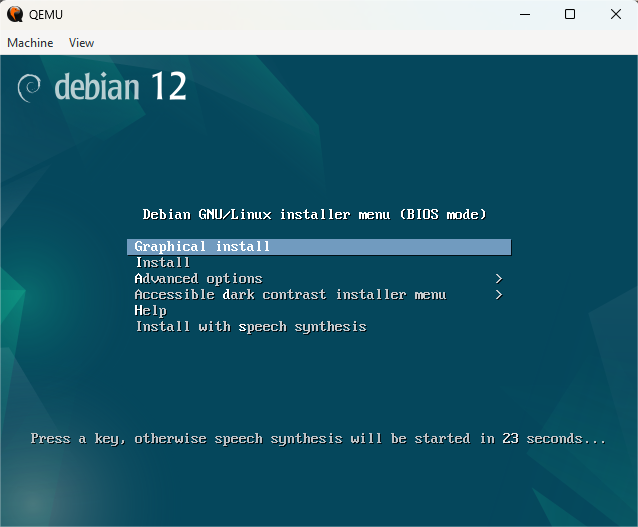 QEMU
Machine View
debian 12
Debian GNU/Linux installer menu (BIOS mode)
Graphical install
Install
Advanced options >
Accessible dark contrast installer menu >
Help
Install with speech synthesis
Press a key, otherwise speech synthesis will be started in 23 seconds...